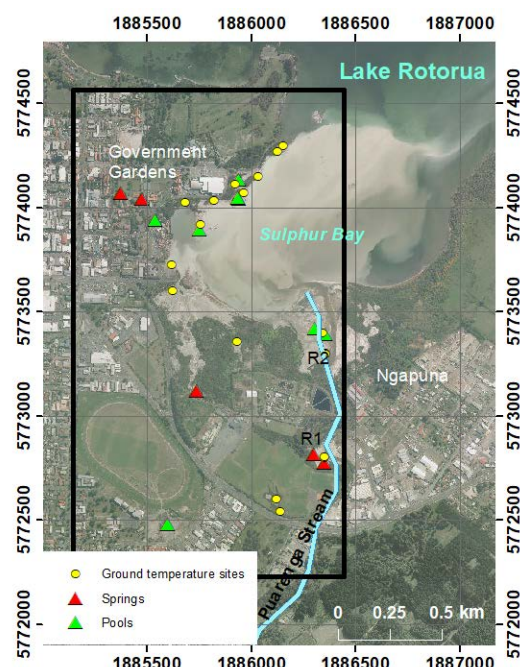 1885500 1886000 1886500 1887000
5774500 5774500
Lake Rotorua
Government
Gardens
5774000 5774000
Sulphur Bay
5773500 5773500
R2
Ngapuna
5773000 5773000
R1
5772500 5772500
Puarenga Stream
Ground temperature sites
Springs
Pools
5772000 5772000
0 0.25 0.5 km
1885500 1886000 1886500 1887000